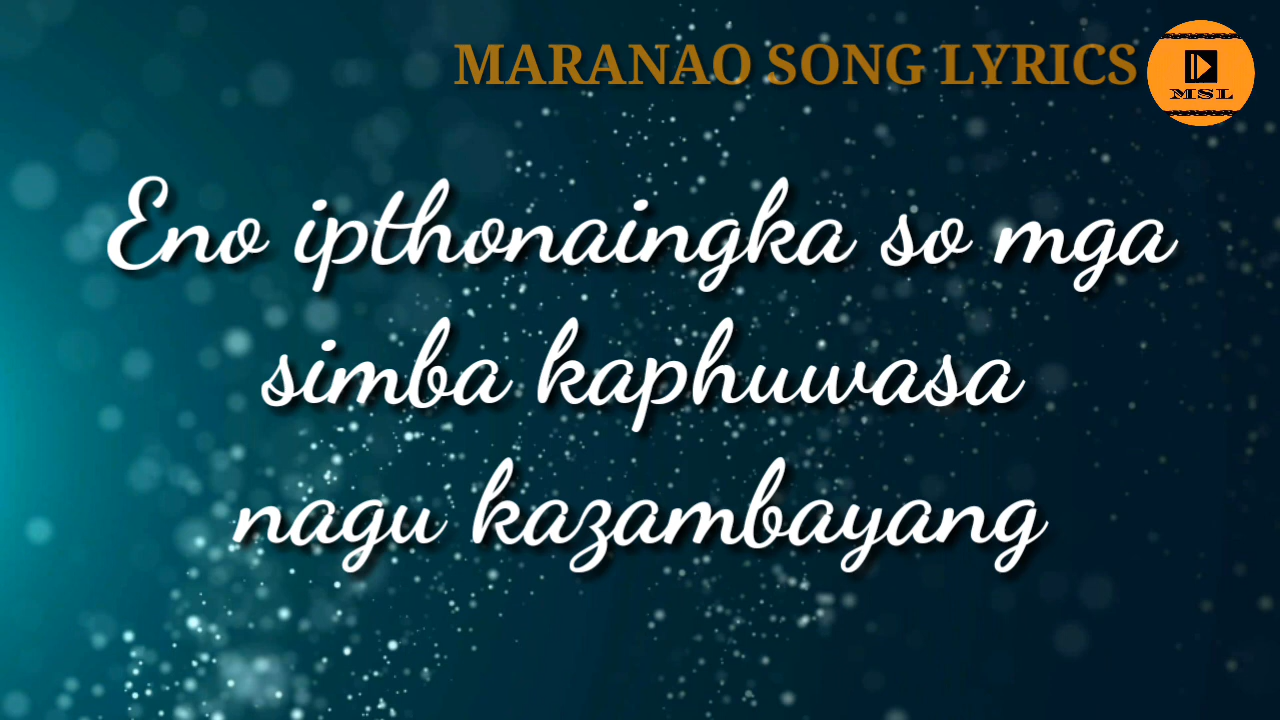 MARANAO SONG LYRICS
MSL
Eno ipthonaingka so mga
simba kaphuwasa
nagu kazambayang